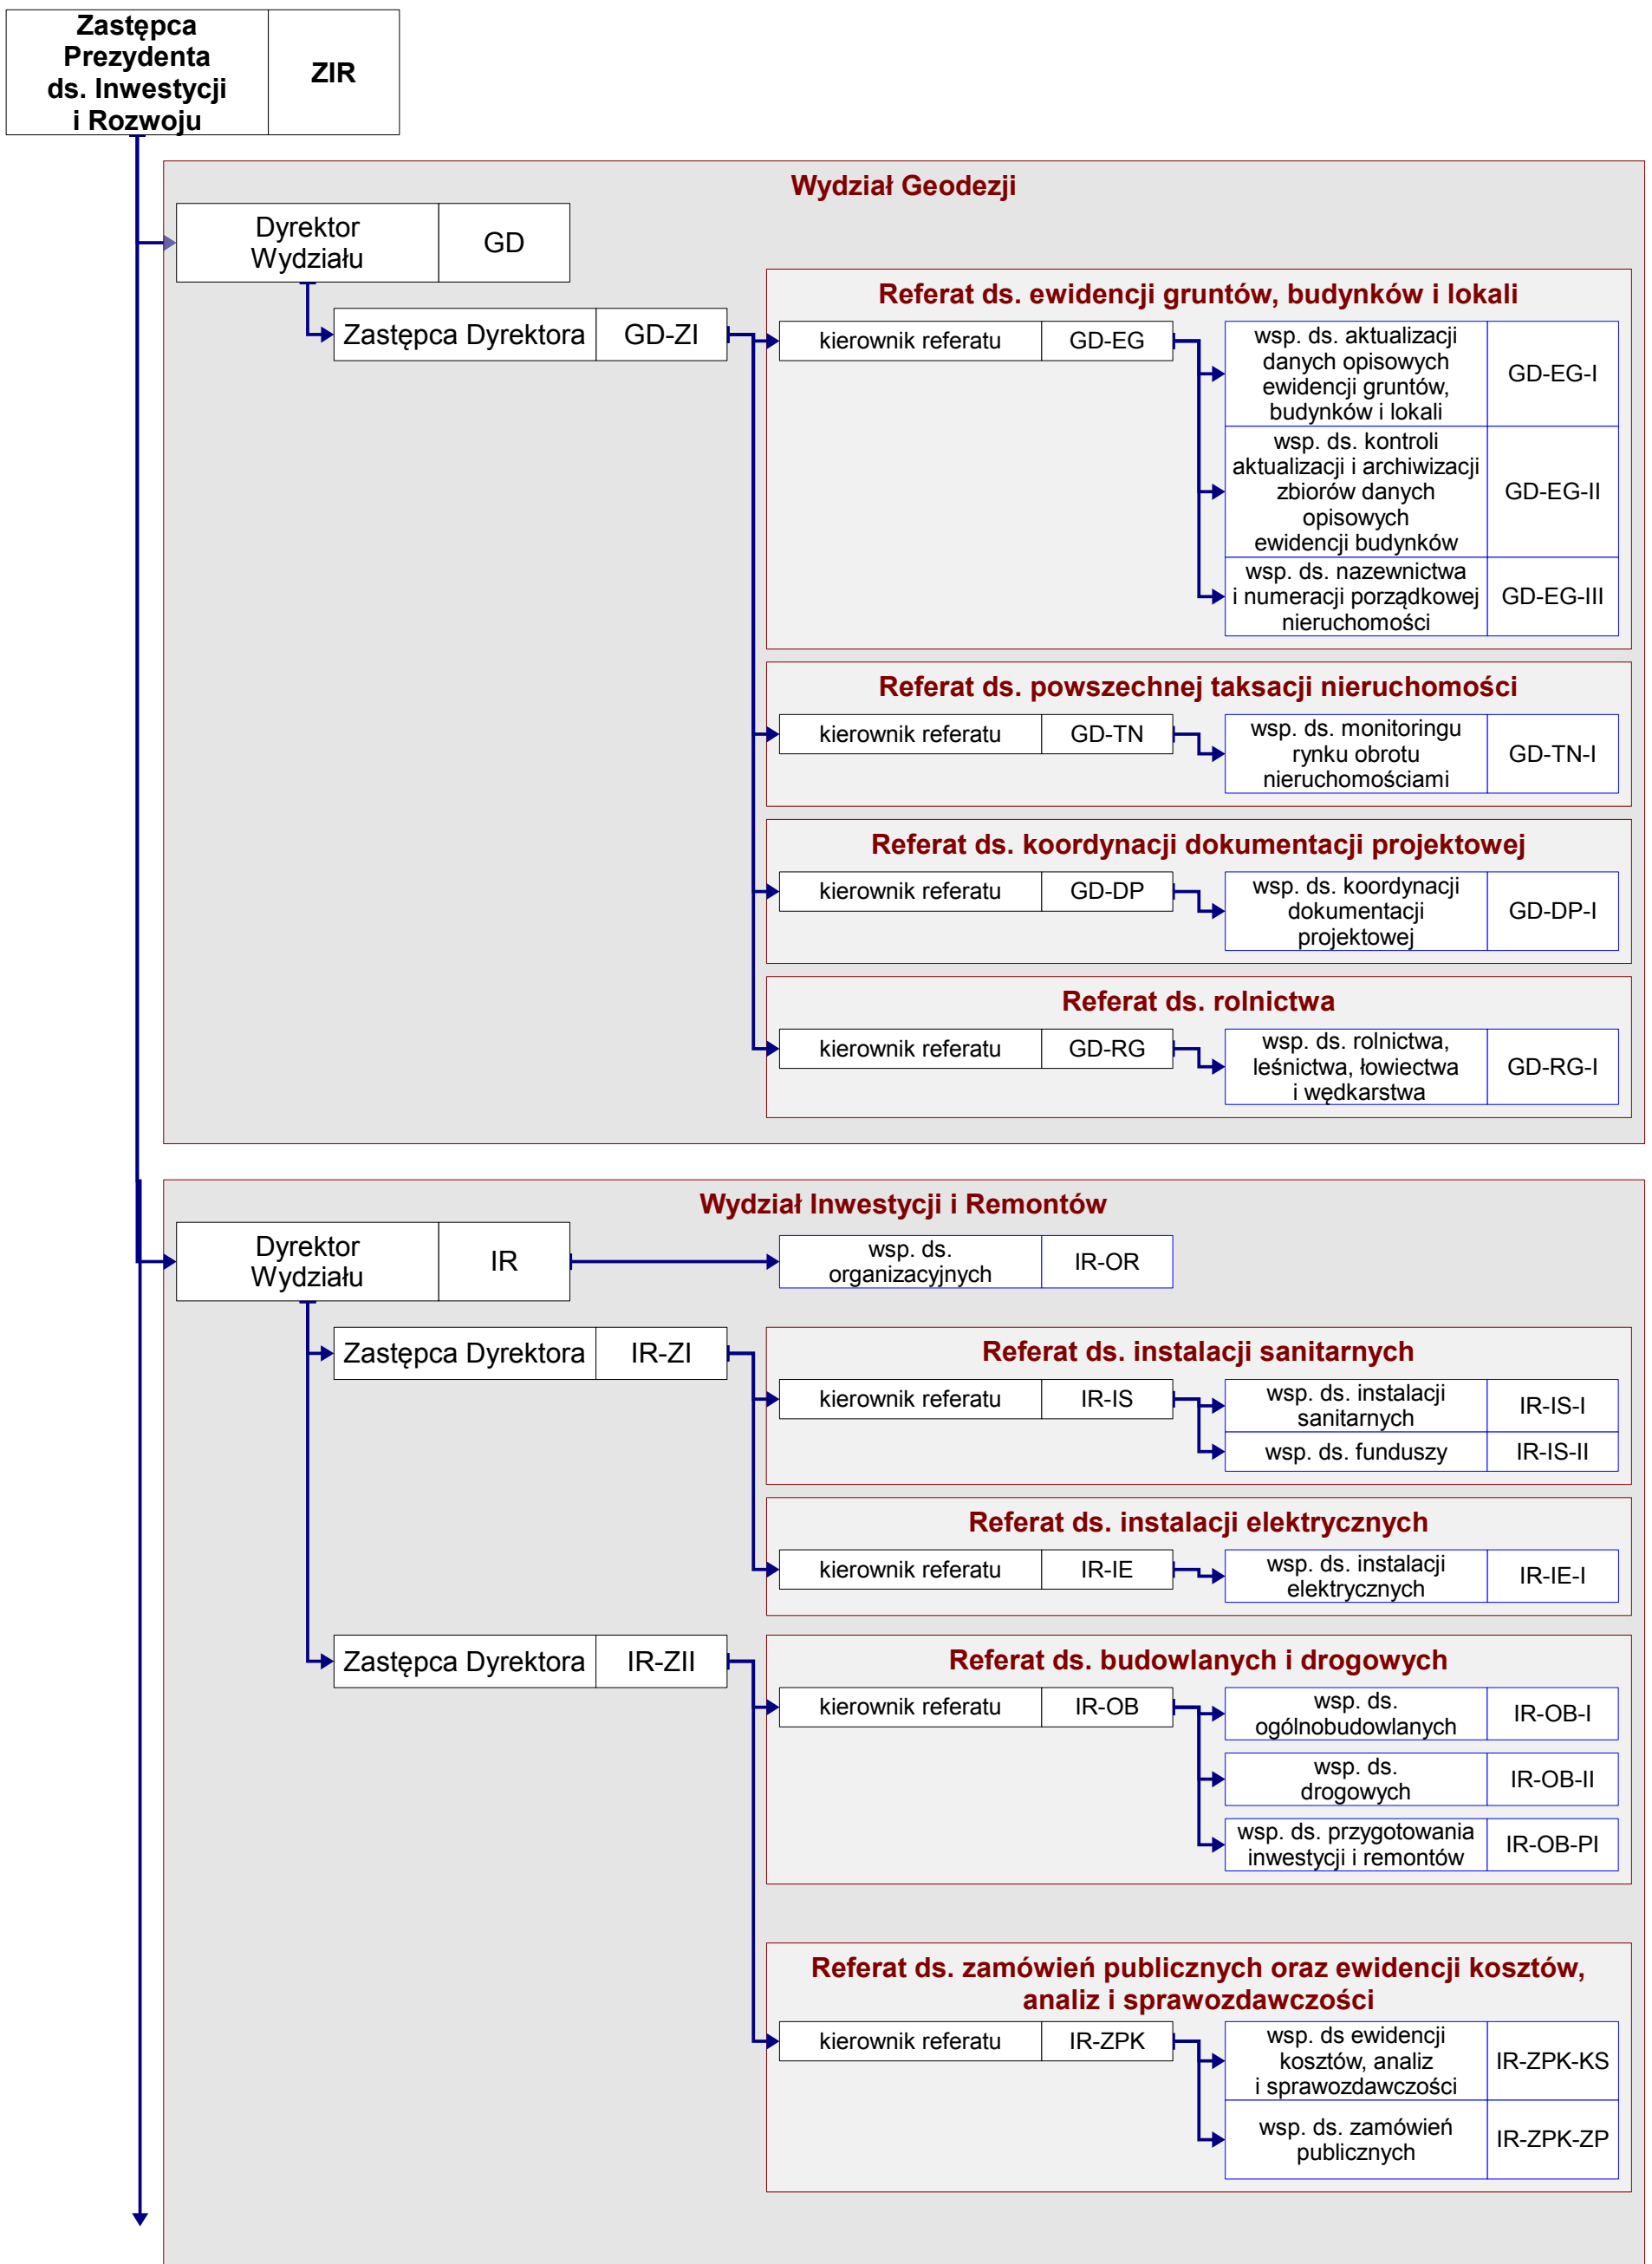 Zastępca
Prezydenta
ds. Inwestycji
i Rozwoju
ZIR
Wydział Geodezji
Dyrektor
Wydziału
GD
Zastępca Dyrektora
GD-ZI
Referat ds. ewidencji gruntów, budynków i lokali
kierownik referatu
GD-EG
wsp. ds. aktualizacji
danych opisowych
ewidencji gruntów,
budynków i lokali
GD-EG-I
wsp. ds. kontroli
aktualizacji i archiwizacji
zbiorów danych
opisowych
ewidencji budynków
GD-EG-II
wsp. ds. nazewnictwa
i numeracji porządkowej
nieruchomości
GD-EG-III
Referat ds. powszechnej taksacji nieruchomości
kierownik referatu
GD-TN
wsp. ds. monitoringu
rynku obrotu
nieruchomościami
GD-TN-I
Referat ds. koordynacji dokumentacji projektowej
kierownik referatu
GD-DP
wsp. ds. koordynacji
dokumentacji
projektowej
GD-DP-I
Referat ds. rolnictwa
kierownik referatu
GD-RG
wsp. ds. rolnictwa,
leśnictwa, łowiectwa
i wędkarstwa
GD-RG-I
Wydział Inwestycji i Remontów
Dyrektor
Wydziału
IR
wsp. ds.
organizacyjnych
IR-OR
Zastępca Dyrektora
IR-ZI
Referat ds. instalacji sanitarnych
kierownik referatu
IR-IS
wsp. ds. instalacji
sanitarnych
IR-IS-I
wsp. ds. funduszy
IR-IS-II
Referat ds. instalacji elektrycznych
kierownik referatu
IR-IE
wsp. ds. instalacji
elektrycznych
IR-IE-I
Zastępca Dyrektora
IR-ZII
Referat ds. budowlanych i drogowych
kierownik referatu
IR-OB
wsp. ds.
ogólnobudowlanych
IR-OB-I
wsp. ds.
drogowych
IR-OB-II
wsp. ds. przygotowania
inwestycji i remontów
IR-OB-PI
Referat ds. zamówień publicznych oraz ewidencji kosztów,
analiz i sprawozdawczości
kierownik referatu
IR-ZPK
wsp. ds ewidencji
kosztów, analiz
i sprawozdawczości
IR-ZPK-KS
wsp. ds. zamówień
publicznych
IR-ZPK-ZP